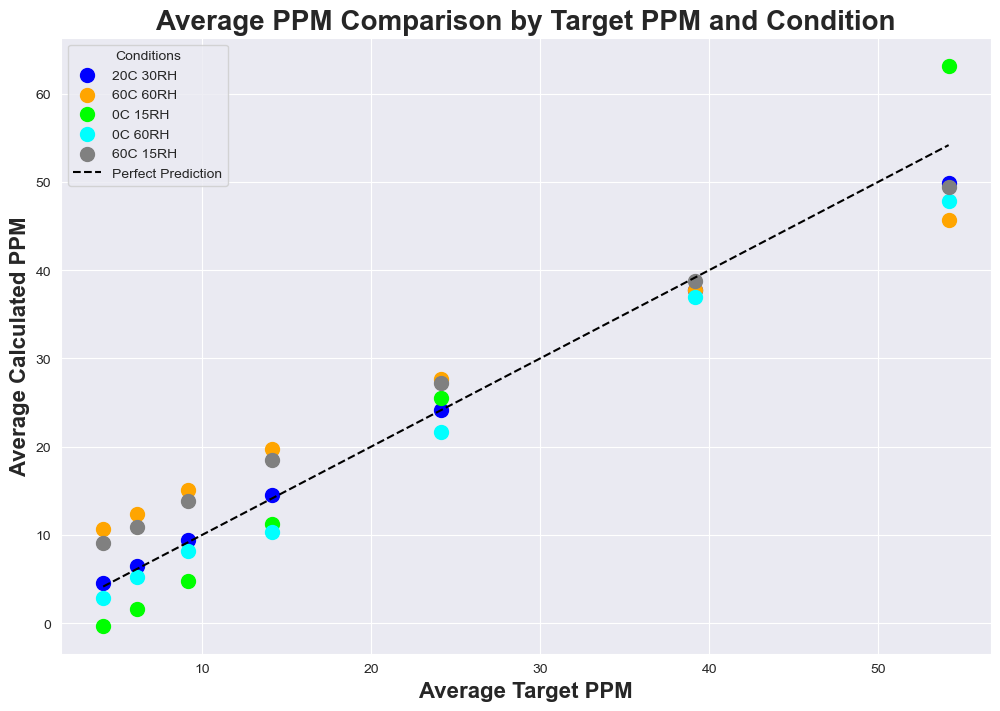 Average PPM Comparison by Target PPM and Condition
Conditions
20C 30RH
60C 60RH
0C 15RH
0C 60RH
60C 15RH
Perfect Prediction
Average Calculated PPM
60
50
40
30
20
10
0
10 20 30 40 50
Average Target PPM